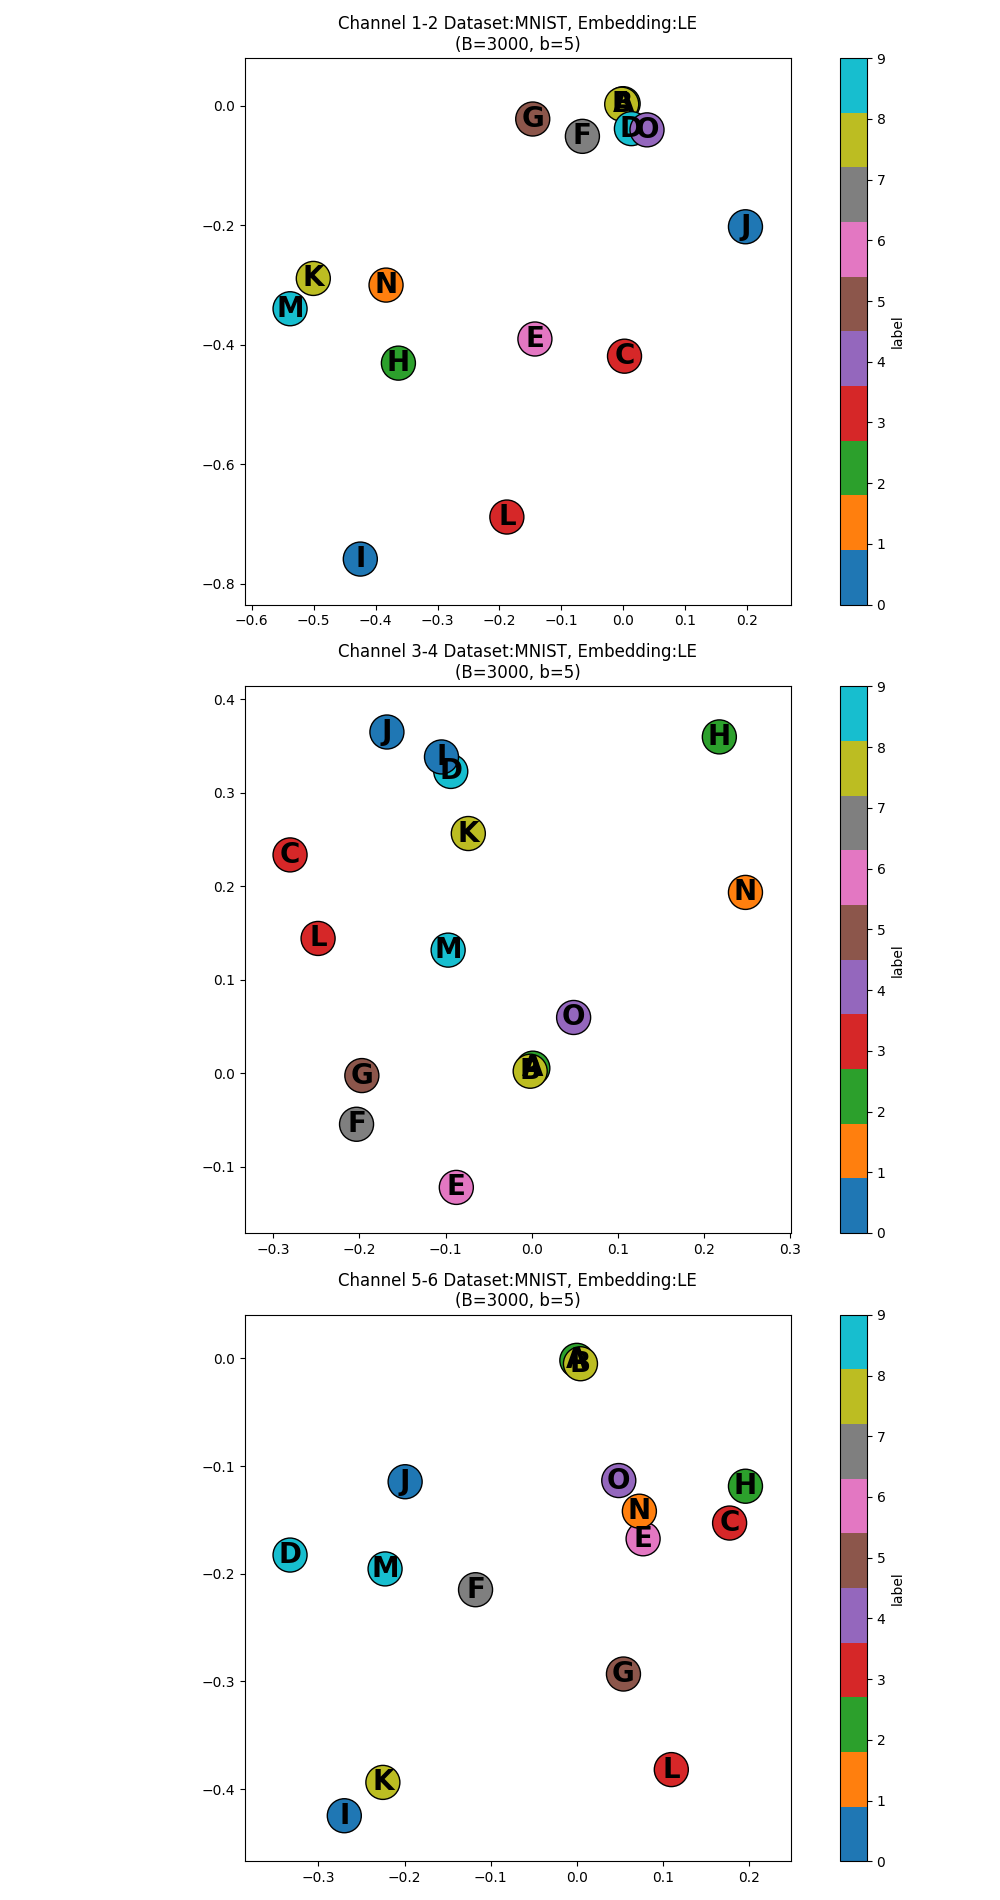 Channel 1-2 Dataset:MNIST, Embedding:LE
(B=3000, b=5)
0.0
−0.2
−0.4
−0.6
−0.8
−0.6
−0.5
−0.4
−0.3
−0.2
−0.1
0.0
0.1
0.2
A
B
G
F
D
O
J
K
N
M
H
E
C
L
I
9
8
7
6
5
4
3
2
1
0
label
Channel 3-4 Dataset:MNIST, Embedding:LE
(B=3000, b=5)
0.4
0.3
0.2
0.1
0.0
−0.1
−0.3
−0.2
−0.1
0.0
0.1
0.2
0.3
J
H
I
D
K
C
N
L
M
O
A
B
G
F
E
9
8
7
6
5
4
3
2
1
0
label
Channel 5-6 Dataset:MNIST, Embedding:LE
(B=3000, b=5)
0.0
−0.1
−0.2
−0.3
−0.4
−0.3
−0.2
−0.1
0.0
0.1
0.2
A
B
J
O
H
N
C
E
D
M
F
G
L
K
I
9
8
7
6
5
4
3
2
1
0
label